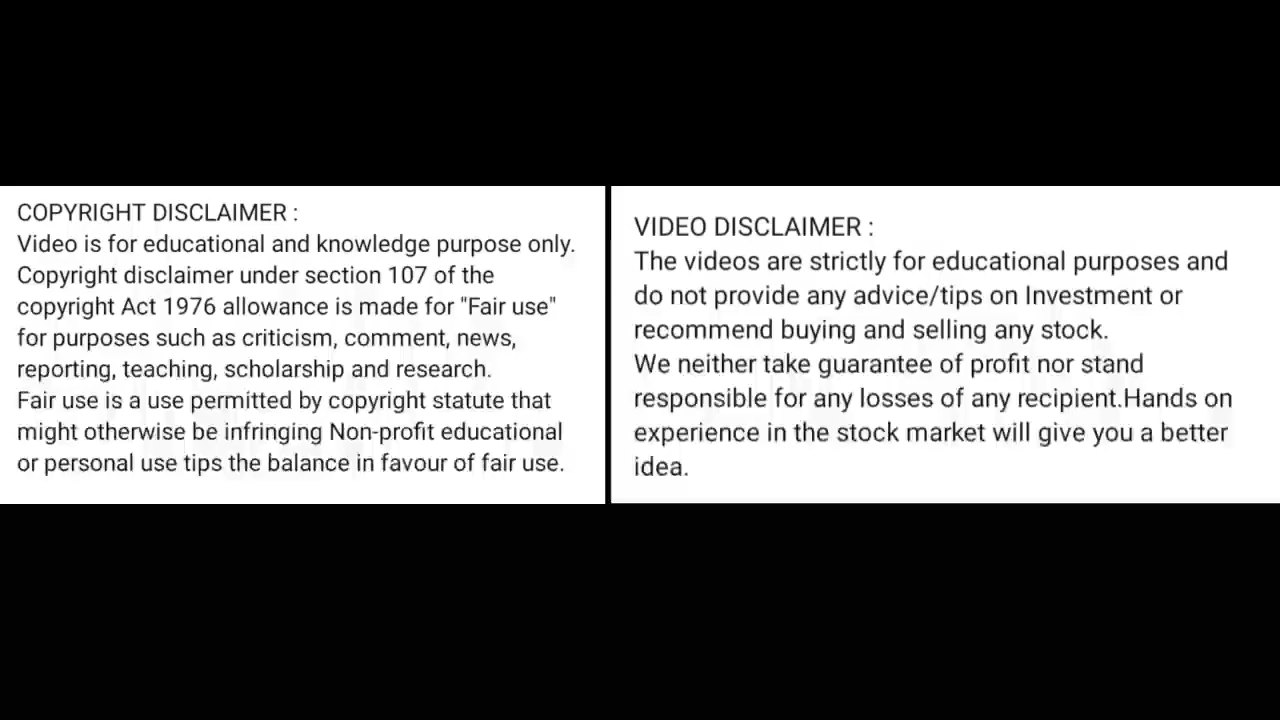 COPYRIGHT DISCLAIMER :
Video is for educational and knowledge purpose only.
Copyright disclaimer under section 107 of the
copyright Act 1976 allowance is made for "Fair use"
for purposes such as criticism, comment, news,
reporting, teaching, scholarship and research.
Fair use is a use permitted by copyright statute that
might otherwise be infringing Non-profit educational
or personal use tips the balance in favour of fair use.
VIDEO DISCLAIMER :
The videos are strictly for educational purposes and
do not provide any advice/tips on Investment or
recommend buying and selling any stock.
We neither take guarantee of profit nor stand
responsible for any losses of any recipient.Hands on
experience in the stock market will give you a better
idea.